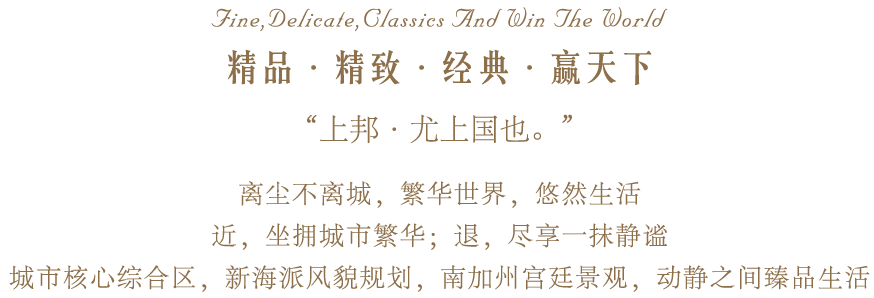 Fine,Delicate,Classics And Win The World
精品·精致·经典·赢天下
“上邦·尤上国也。”
离尘不离城，繁华世界，悠然生活
近，坐拥城市繁华；退，尽享一抹静谧
城市核心综合区，新海派风貌规划，南加州宫廷景观，动静之间臻品生活